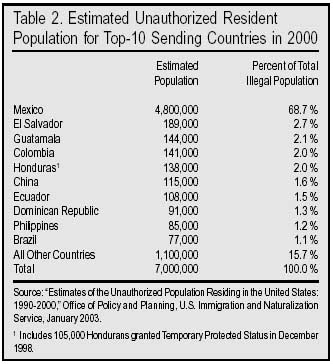 Table 2. Estimated Unauthorized Resident
Population for Top-10 Sending Countries in 2000
Estimated Percent of Total
Population Illegal Population
Mexico 4,800,000 68.7 %
El Salvador 189,000 2.7 %
Guatamala 144,000 2.1 %
Colombia 141,000 2.0 %
Honduras¹ 138,000 2.0 %
China 115,000 1.6 %
Ecuador 108,000 1.5 %
Dominican Republic 91,000 1.3 %
Philippines 85,000 1.2 %
Brazil 77,000 1.1 %
All Other Countries 1,100,000 15.7 %
Total 7,000,000 100.0 %
Source: “Estimates of the Unauthorized Population Residing in the United States:
1990-2000,” Office of Policy and Planning, U.S. Immigration and Naturalization
Service, January 2003.
¹ Includes 105,000 Hondurans granted Temporary Protected Status in December
1998.